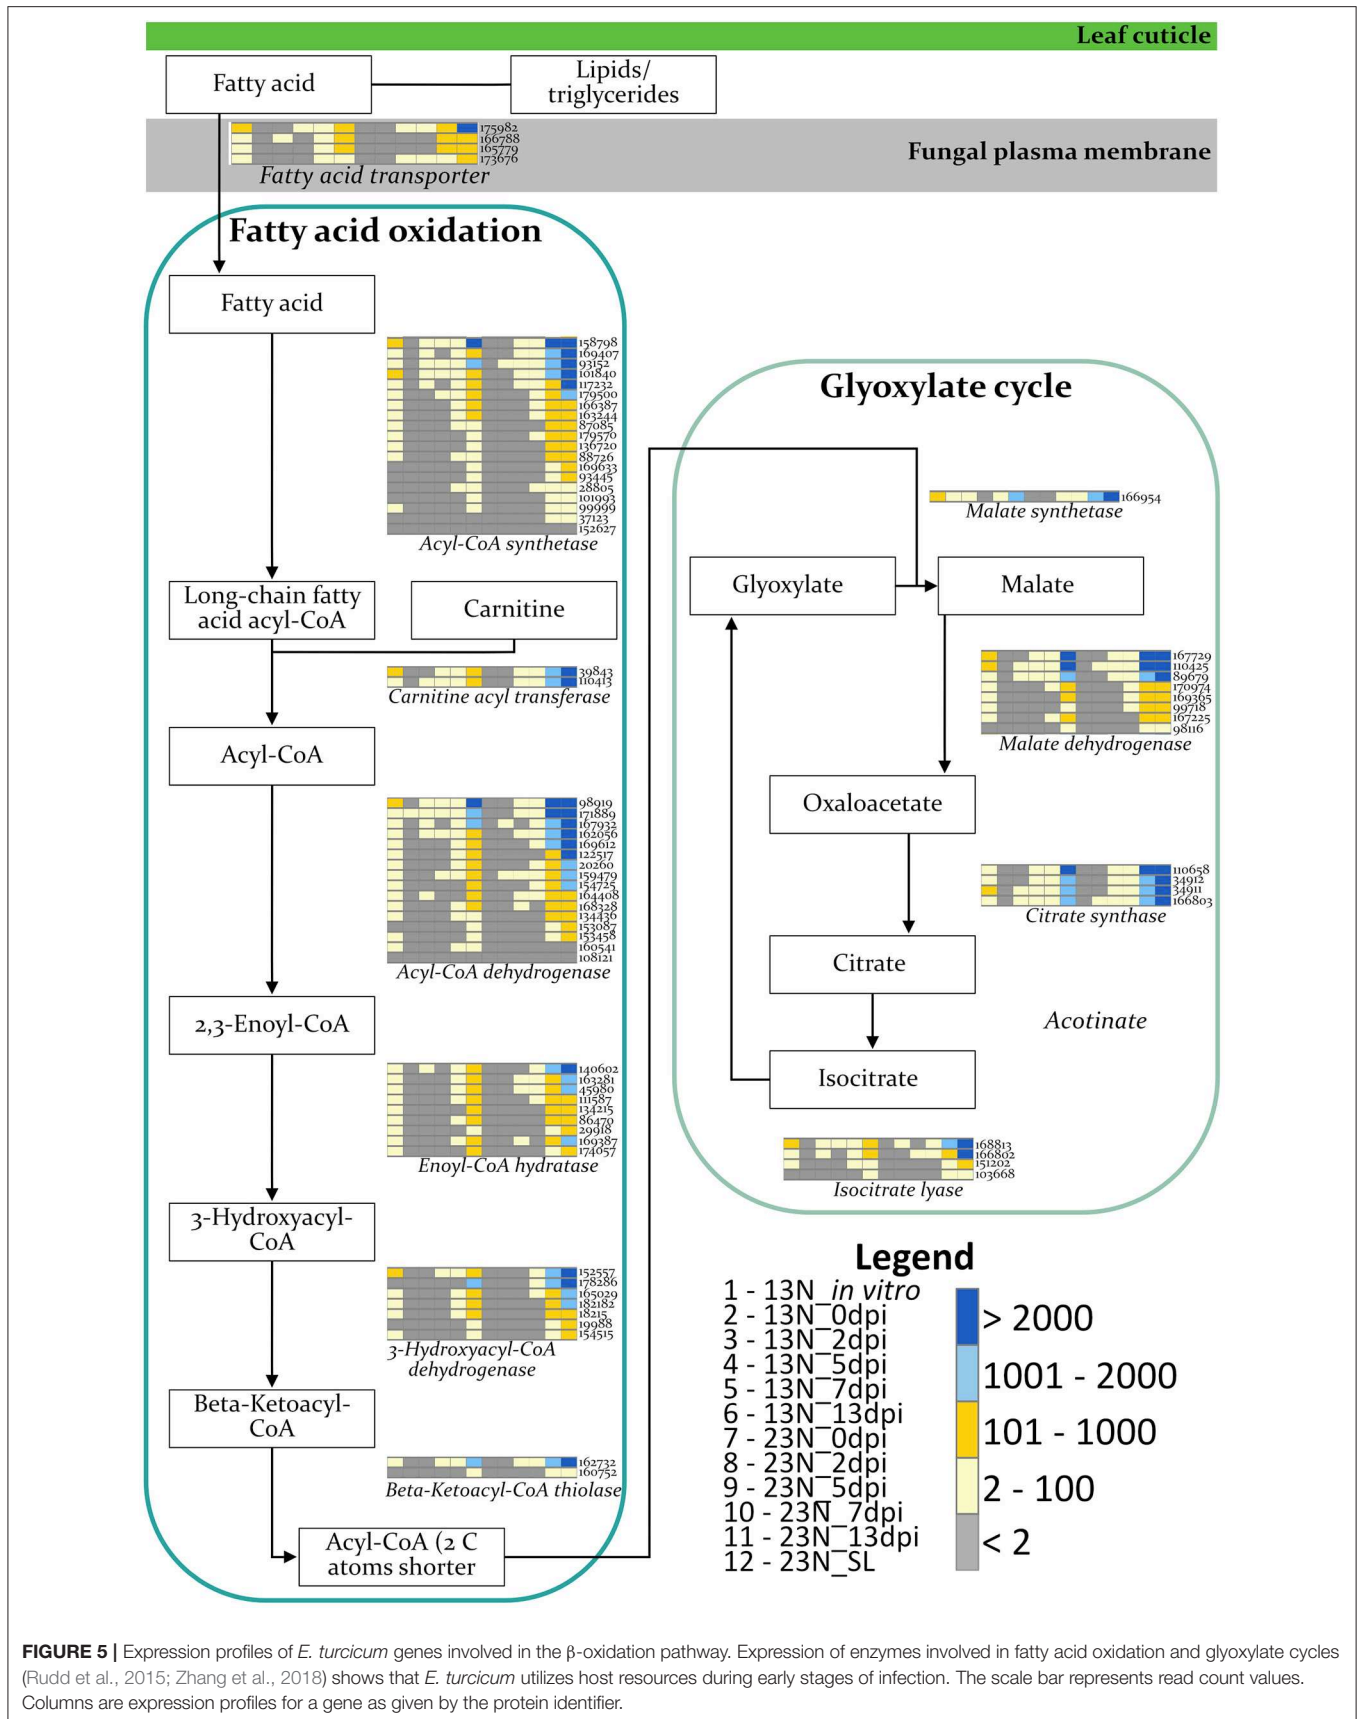 Leaf cuticle
Fatty acid
Lipids/
triglycerides
175982
166788
165779
173676
Fatty acid transporter
Fungal plasma membrane
Fatty acid oxidation
Fatty acid
158798
169407
93152
101840
117232
179500
166387
163244
87085
179570
136720
88726
169633
93445
28805
101993
99999
37123
152627
Acyl-CoA synthetase
Long-chain fatty
acid acyl-CoA
Carnitine
39843
110413
Carnitine acyl transferase
Acyl-CoA
98919
171889
167932
162056
169612
122517
20260
159479
154725
164408
168328
134436
153087
153458
160541
108121
Acyl-CoA dehydrogenase
2,3-Enoyl-CoA
140602
163281
45980
111587
134215
86470
29918
169387
174057
Enoyl-CoA hydratase
3-Hydroxyacyl-
CoA
152557
178286
165029
182182
18215
19988
154515
3-Hydroxyacyl-CoA
dehydrogenase
Beta-Ketoacyl-
CoA
162732
160752
Beta-Ketoacyl-CoA thiolase
Acyl-CoA (2 C
atoms shorter
Glyoxylate cycle
166954
Malate synthetase
Glyoxylate
Malate
167729
110425
89679
170974
169365
99718
167225
98116
Malate dehydrogenase
Oxaloacetate
110658
34912
34911
166803
Citrate synthase
Citrate
Acotinate
Isocitrate
168813
166802
151202
103668
Isocitrate lyase
Legend
1 - 13N_in vitro
2 - 13N_0dpi
3 - 13N_2dpi
4 - 13N_5dpi
5 - 13N_7dpi
6 - 13N_13dpi
7 - 23N_0dpi
8 - 23N_2dpi
9 - 23N_5dpi
10 - 23N_7dpi
11 - 23N_13dpi
12 - 23N_SL
> 2000
1001 - 2000
101 - 1000
2 - 100
< 2
FIGURE 5 | Expression profiles of E. turcicum genes involved in the β-oxidation pathway. Expression of enzymes involved in fatty acid oxidation and glyoxylate cycles
(Rudd et al., 2015; Zhang et al., 2018) shows that E. turcicum utilizes host resources during early stages of infection. The scale bar represents read count values.
Columns are expression profiles for a gene as given by the protein identifier.